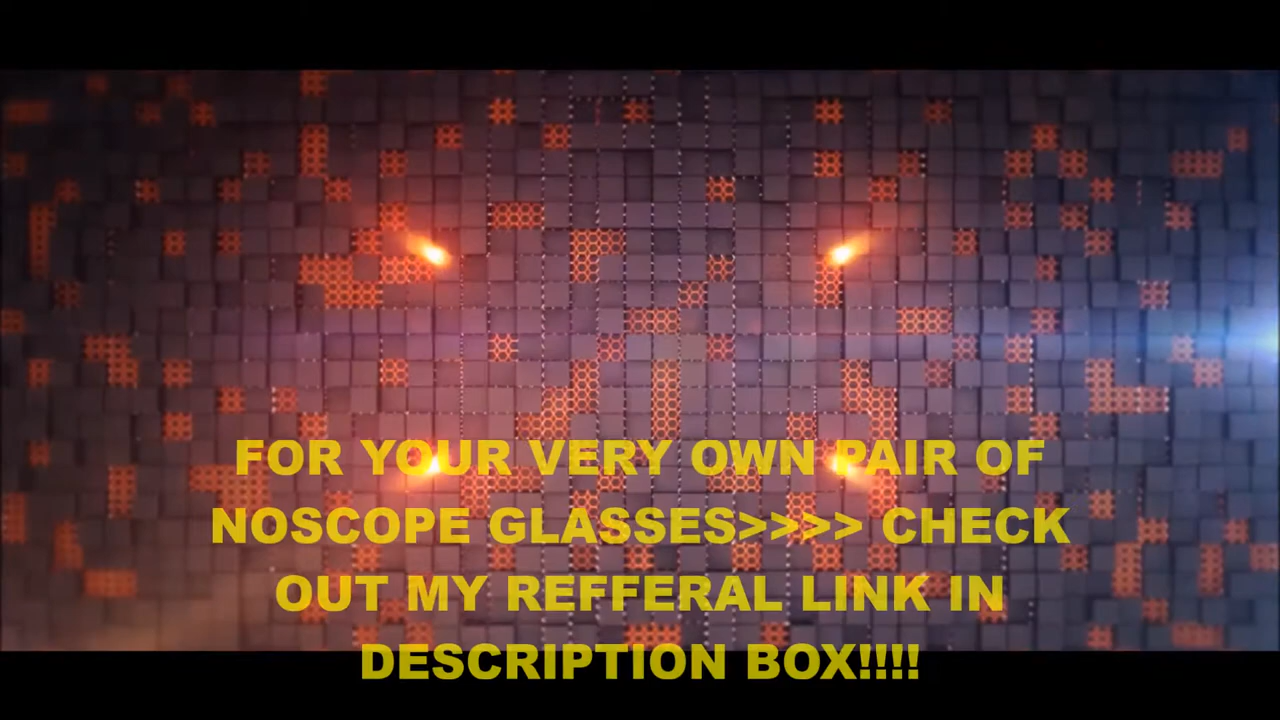 FOR YOUR VERY OWN PAIR OF
NOSCOPE GLASSES>>>> CHECK
OUT MY REFFERAL LINK IN
DESCRIPTION BOX!!!!